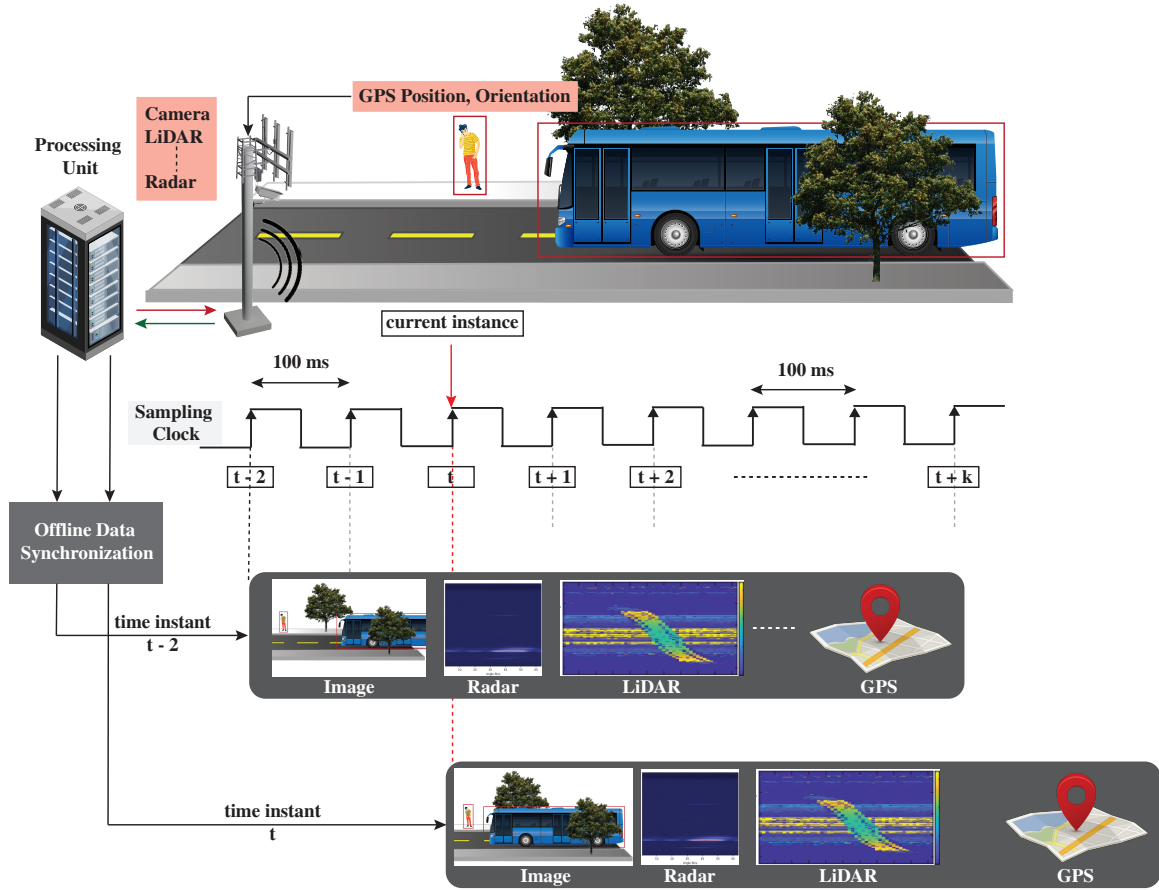 GPS Position, Orientation
Camera
LiDAR
Radar
Processing
Unit
current instance
100 ms
100 ms
Sampling
Clock
t - 2
t - 1
t
t + 1
t + 2
t + k
Offline Data
Synchronization
time instant
t - 2
Image
Radar
LiDAR
GPS
time instant
t
Image
Radar
LiDAR
GPS